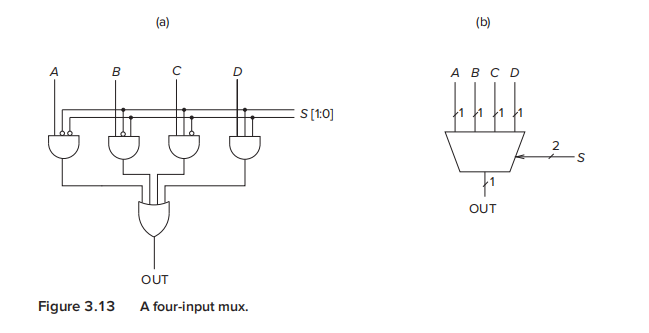 (a)
(b)
A B C D
S [1:0]
OUT
A B C D
1 1 1 1
2
S
1
OUT
Figure 3.13 A four-input mux.